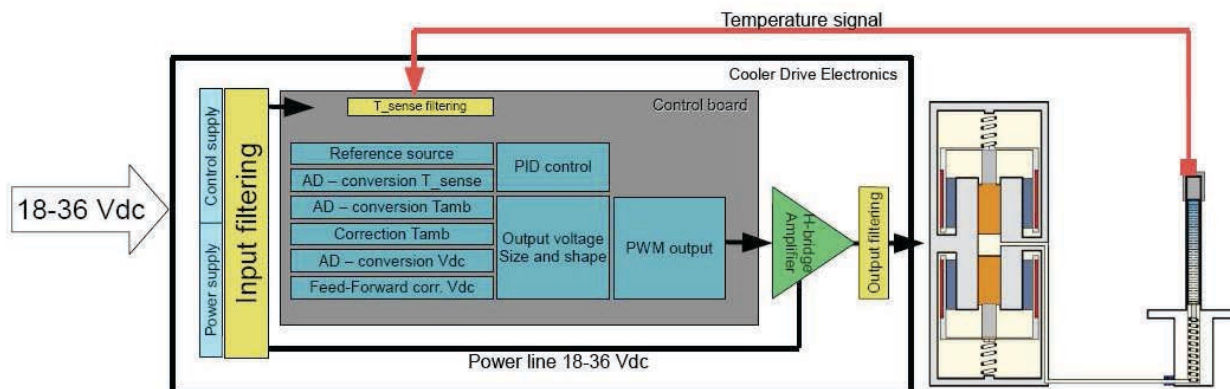 Temperature signal
Cooler Drive Electronics
18-36 Vdc
Control supply
Power supply
Input filtering
T_sense filtering
Control board
Reference source
AD – conversion T_sense
AD – conversion Tamb
Correction Tamb
AD – conversion Vdc
Feed-Forward corr. Vdc
PID control
Output voltage
Size and shape
PWM output
H-bridge
Amplifier
Output filtering
Power line 18-36 Vdc